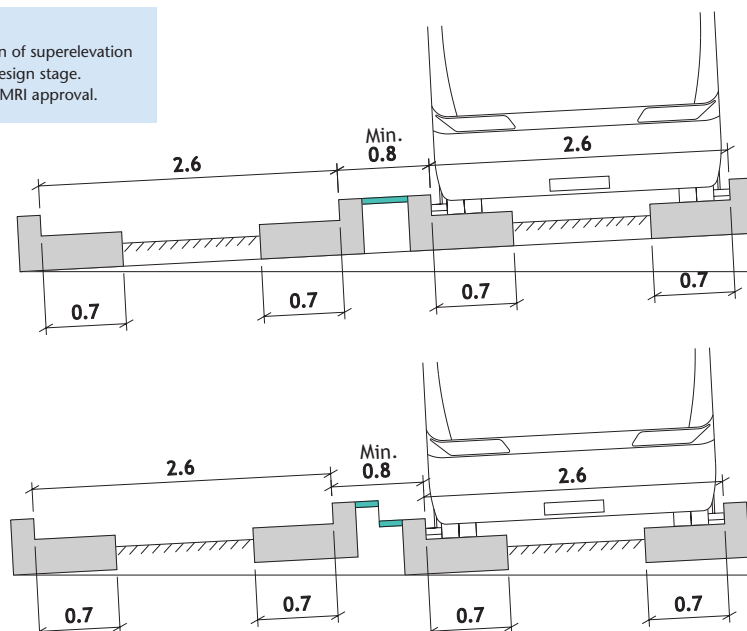 n of superelevation
esign stage.
MRI approval.
Min.
2.6 0.8 2.6
0.7 0.7 0.7 0.7
Min.
2.6 0.8 2.6
0.7 0.7 0.7 0.7